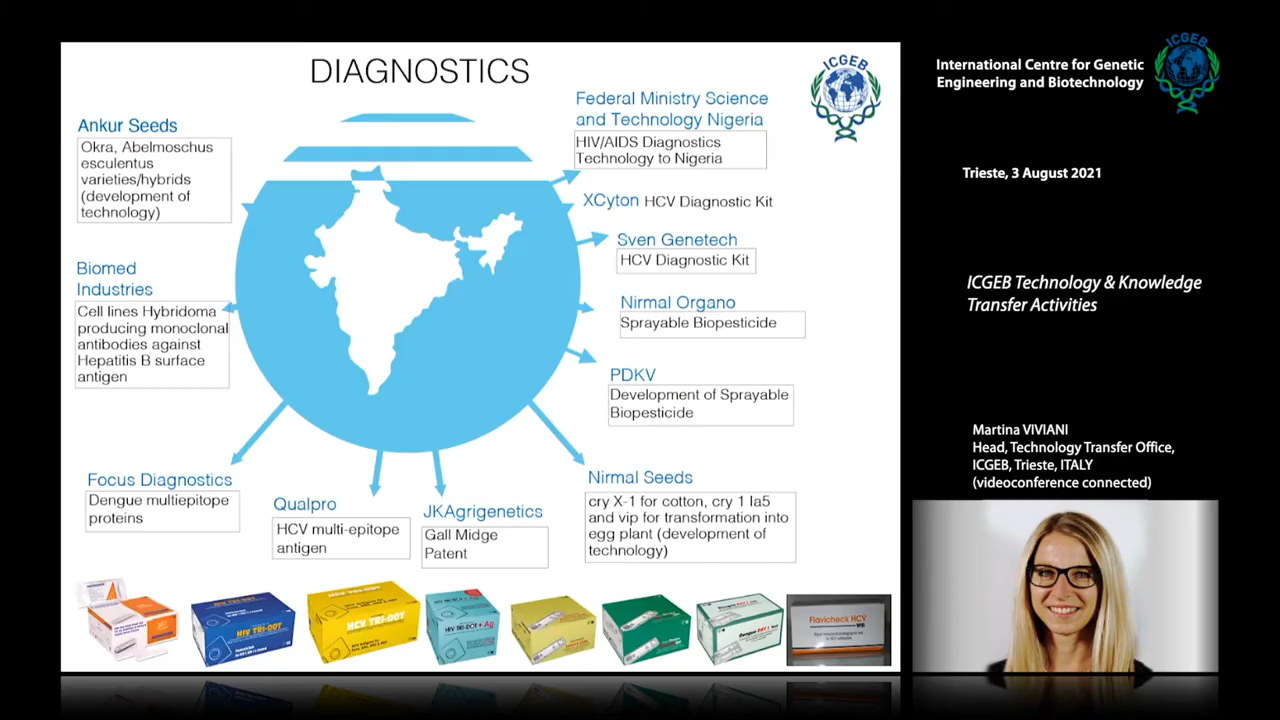 DIAGNOSTICS
ICGEB
Ankur Seeds
Okra, Abelmoschus
esculentus
varieties/hybrids
(development of
technology)
Biomed
Industries
Cell lines Hybridoma
producing monoclonal
antibodies against
Hepatitis B surface
antigen
Focus Diagnostics
Dengue multiepitope
proteins
Qualpro
HCV multi-epitope
antigen
JKAgrigenetics
Gall Midge
Patent
Federal Ministry Science
and Technology Nigeria
HIV/AIDS Diagnostics
Technology to Nigeria
XCyton HCV Diagnostic Kit
Sven Genetech
HCV Diagnostic Kit
Nirmal Organo
Sprayable Biopesticide
PDKV
Development of Sprayable
Biopesticide
Nirmal Seeds
cry X-1 for cotton, cry 1 Ia5
and vip for transformation into
egg plant (development of
technology)
HIV TRI-DOT
HCV TRI-DOT
HIV TRI-DOT + Ag
Flavicheck HCV
International Centre for Genetic
Engineering and Biotechnology
ICGEB
Trieste, 3 August 2021
ICGEB Technology & Knowledge
Transfer Activities
Martina VIVIANI
Head, Technology Transfer Office,
ICGEB, Trieste, ITALY
(videoconference connected)